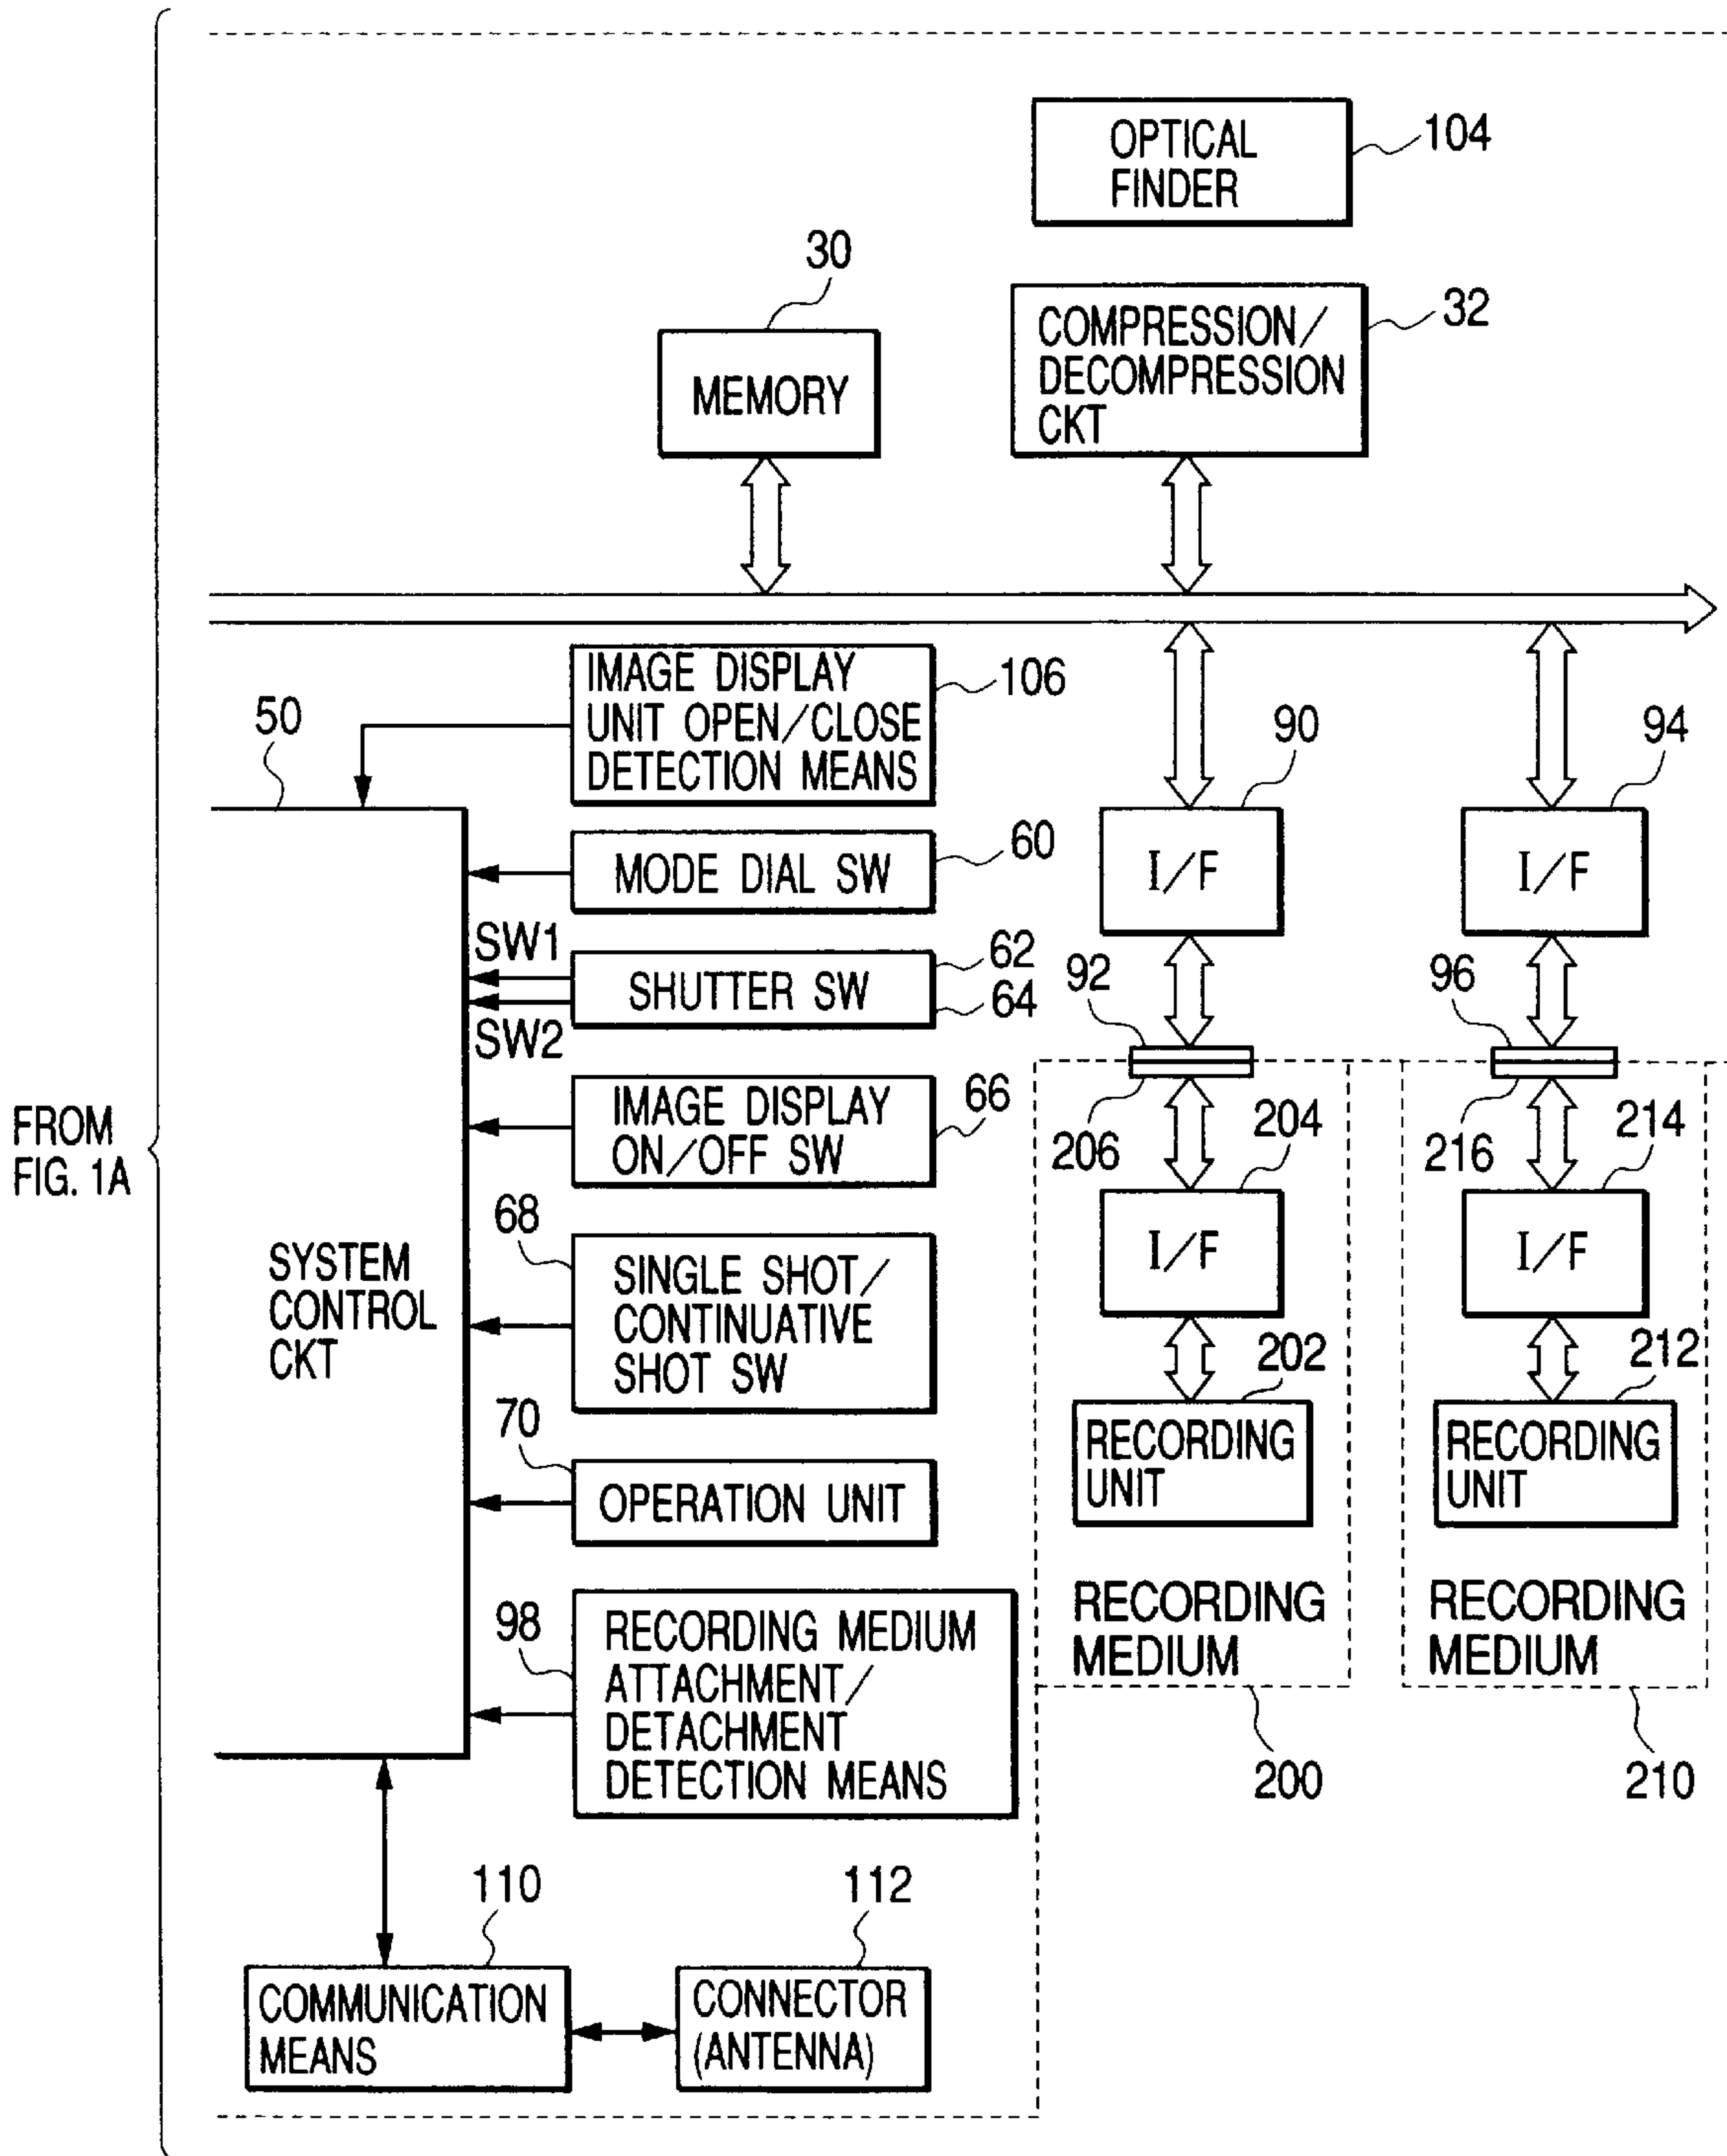 OPTICAL
FINDER
104
30
MEMORY
COMPRESSION/
DECOMPRESSION
CKT
32
50
IMAGE DISPLAY
UNIT OPEN/CLOSE
DETECTION MEANS
106
90
94
MODE DIAL SW
60
I/F
I/F
SW1
SW2
SHUTTER SW
62
64
92
96
FROM
FIG. 1A
IMAGE DISPLAY
ON/OFF SW
66
206
204
216
214
SYSTEM
CONTROL
CKT
68
SINGLE SHOT/
CONTINUATIVE
SHOT SW
I/F
I/F
202
212
70
OPERATION UNIT
RECORDING
UNIT
RECORDING
UNIT
98
RECORDING MEDIUM
ATTACHMENT/
DETACHMENT
DETECTION MEANS
RECORDING
MEDIUM
RECORDING
MEDIUM
200
210
110
112
COMMUNICATION
MEANS
CONNECTOR
(ANTENNA)